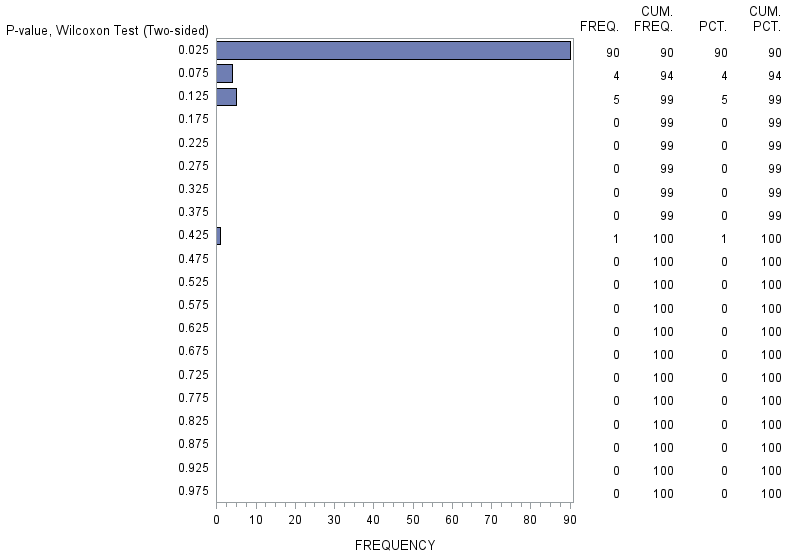 CUM. CUM.
FREQ. FREQ. PCT. PCT.
P-value, Wilcoxon Test (Two-sided)
0.025 90 90 90 90
0.075 4 94 4 94
0.125 5 99 5 99
0.175 0 99 0 99
0.225 0 99 0 99
0.275 0 99 0 99
0.325 0 99 0 99
0.375 0 99 0 99
0.425 1 100 1 100
0.475 0 100 0 100
0.525 0 100 0 100
0.575 0 100 0 100
0.625 0 100 0 100
0.675 0 100 0 100
0.725 0 100 0 100
0.775 0 100 0 100
0.825 0 100 0 100
0.875 0 100 0 100
0.925 0 100 0 100
0.975 0 100 0 100
0 10 20 30 40 50 60 70 80 90
FREQUENCY